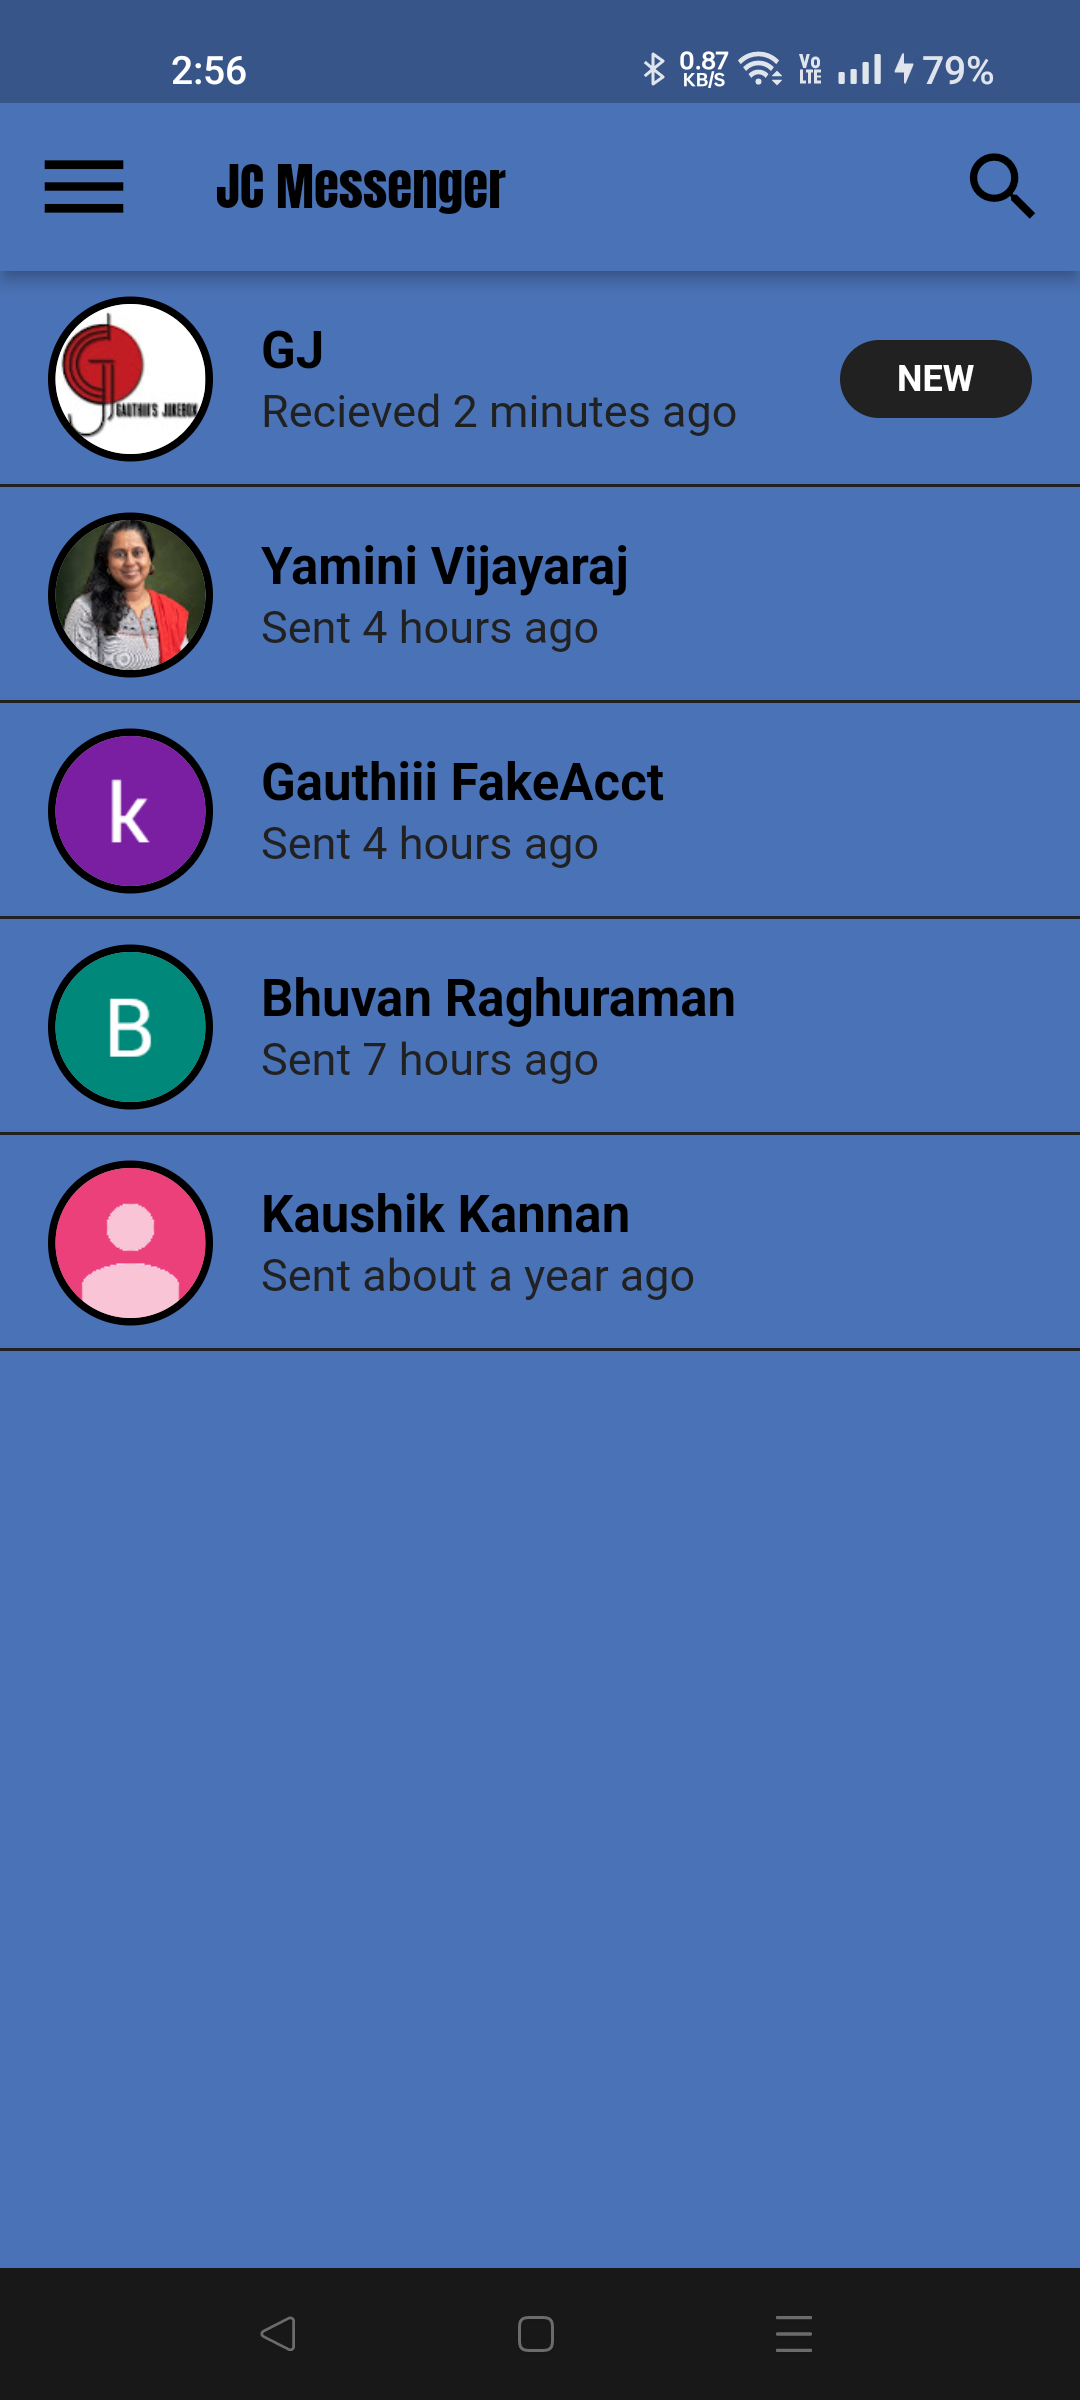 2:56 0.87 KB/S Vo LTE 79%
JC Messenger
GJ
Recieved 2 minutes ago
NEW
GAUTHIII'S JUKEBOX
Yamini Vijayaraj
Sent 4 hours ago
k
Gauthiii FakeAcct
Sent 4 hours ago
B
Bhuvan Raghuraman
Sent 7 hours ago
Kaushik Kannan
Sent about a year ago